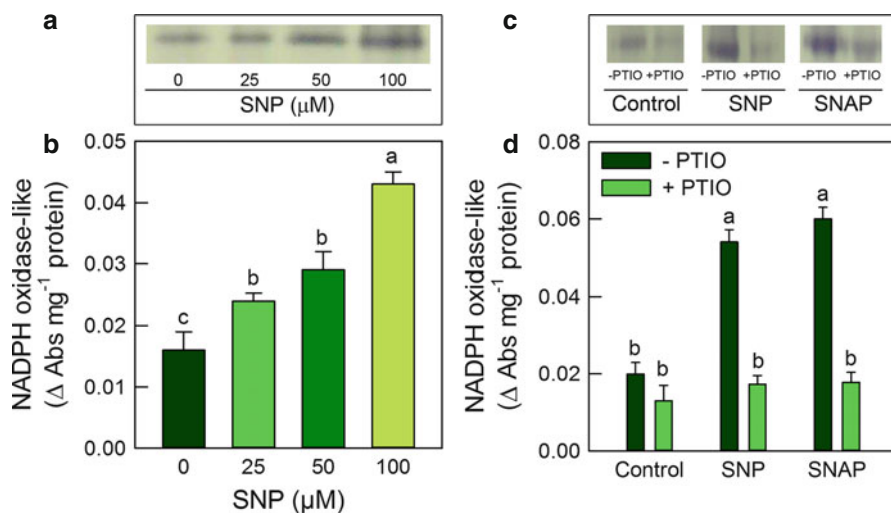 a
0 25 50 100
SNP (μM)
b
NADPH oxidase-like
(Δ Abs mg⁻¹ protein)
0.05
0.04
0.03
0.02
0.01
0.00
c
b
b
a
0 25 50 100
SNP (μM)
c
-PTIO +PTIO -PTIO +PTIO -PTIO +PTIO
Control SNP SNAP
d
NADPH oxidase-like
(Δ Abs mg⁻¹ protein)
0.08
0.06
0.04
0.02
0.00
- PTIO
+ PTIO
b b a b a b
Control SNP SNAP